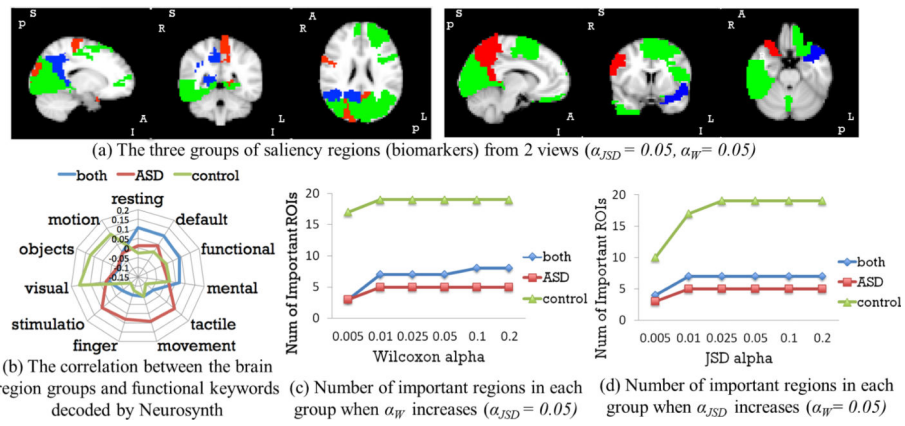 S
P
A
I
S
R
L
I
A
R
L
P
S
P
A
I
S
R
L
I
A
R
L
P
(a) The three groups of saliency regions (biomarkers) from 2 views (α_JSD = 0.05, α_W = 0.05)
both ASD control
resting
default
functional
mental
tactile
movement
finger
stimulatio
visual
objects
motion
0.2
0.15
0.1
0.05
0
-0.05
-0.1
-0.15
(b) The correlation between the brain
region groups and functional keywords
decoded by Neurosynth
Num of Important ROIs
20
15
10
5
0
0.005 0.01 0.025 0.05 0.1 0.2
Wilcoxon alpha
both
ASD
control
(c) Number of important regions in each
group when α_W increases (α_JSD = 0.05)
Num of Important ROIs
20
15
10
5
0
0.005 0.01 0.025 0.05 0.1 0.2
JSD alpha
both
ASD
control
(d) Number of important regions in each
group when α_JSD increases (α_W = 0.05)